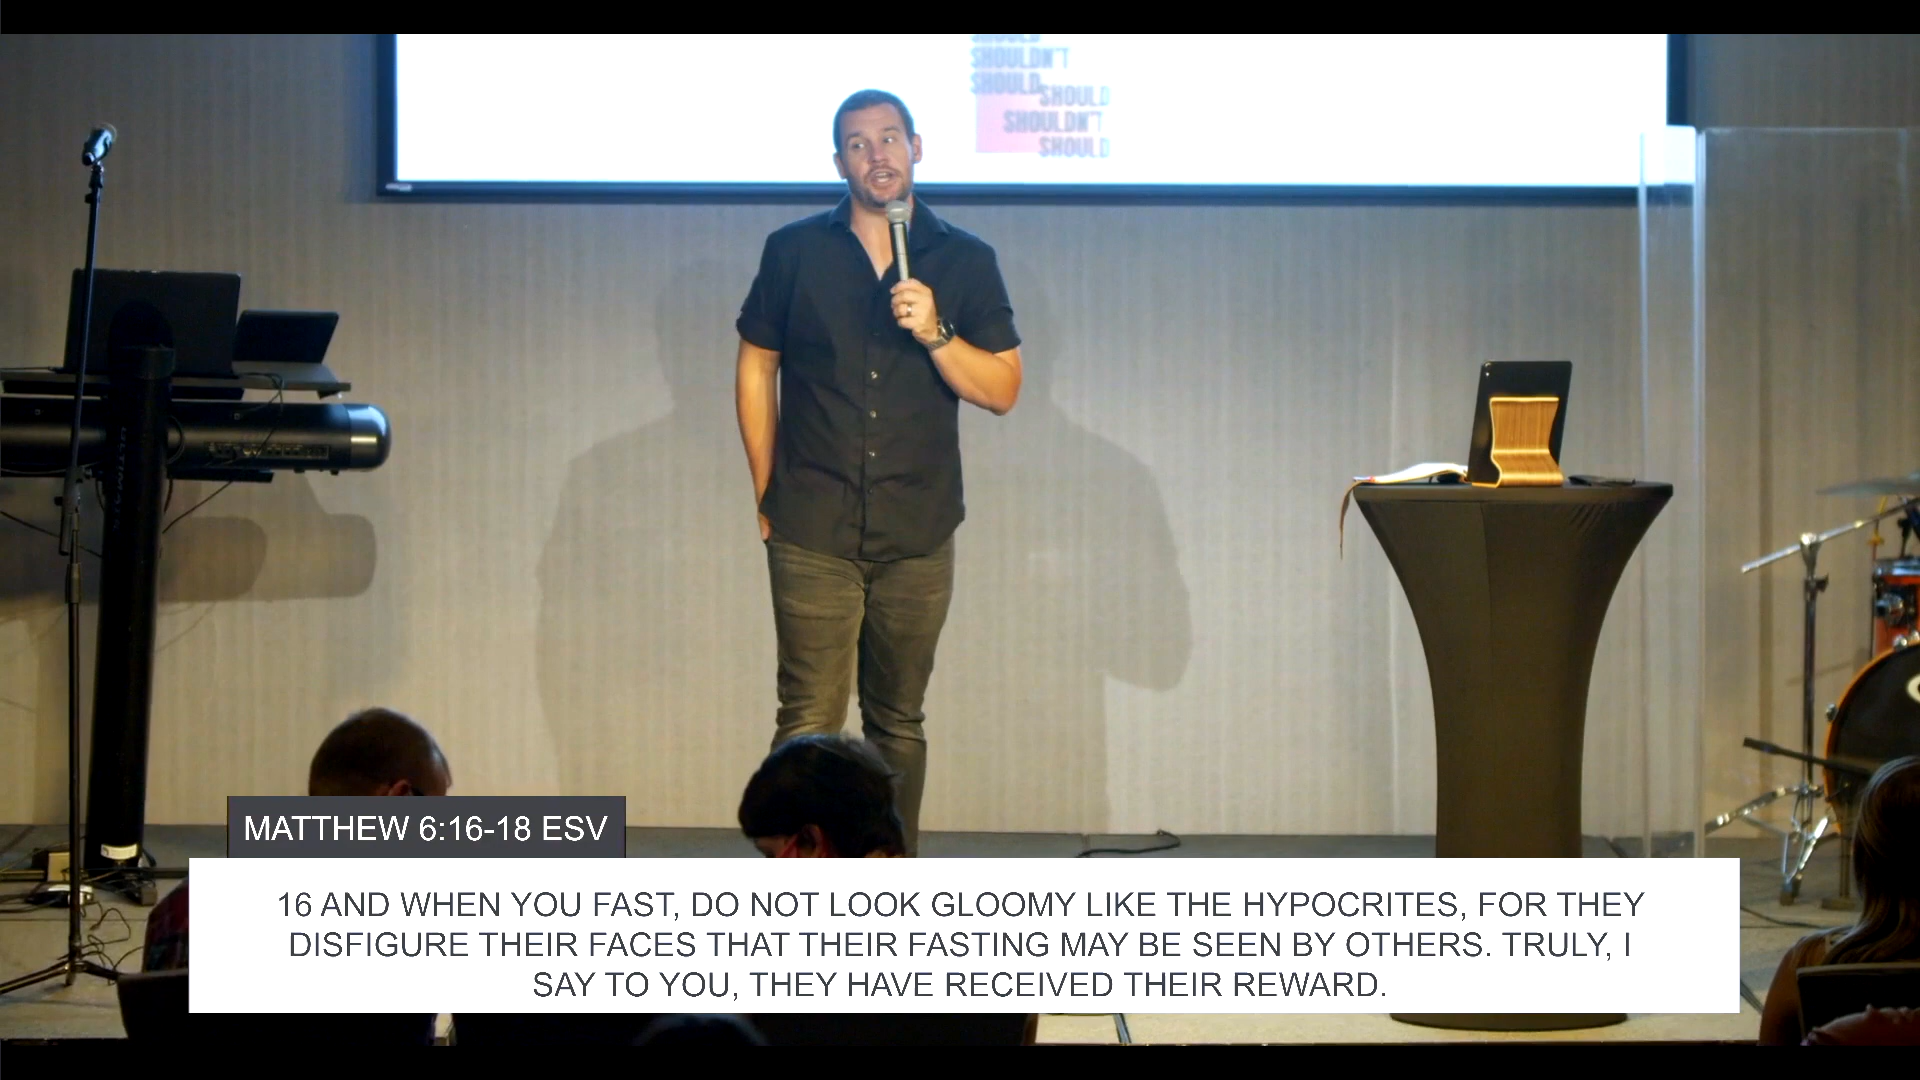 SHOULDN'T
SHOULD
SHOULD
SHOULDN'T
SHOULD
MATTHEW 6:16-18 ESV
16 AND WHEN YOU FAST, DO NOT LOOK GLOOMY LIKE THE HYPOCRITES, FOR THEY
DISFIGURE THEIR FACES THAT THEIR FASTING MAY BE SEEN BY OTHERS. TRULY, I
SAY TO YOU, THEY HAVE RECEIVED THEIR REWARD.